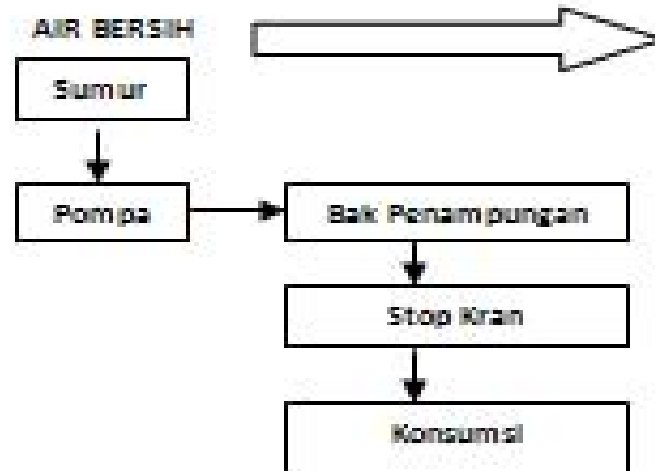 AIR BERSIH
Sumur
Pompa
Bak Penampungan
Stop Kran
Konsumsi